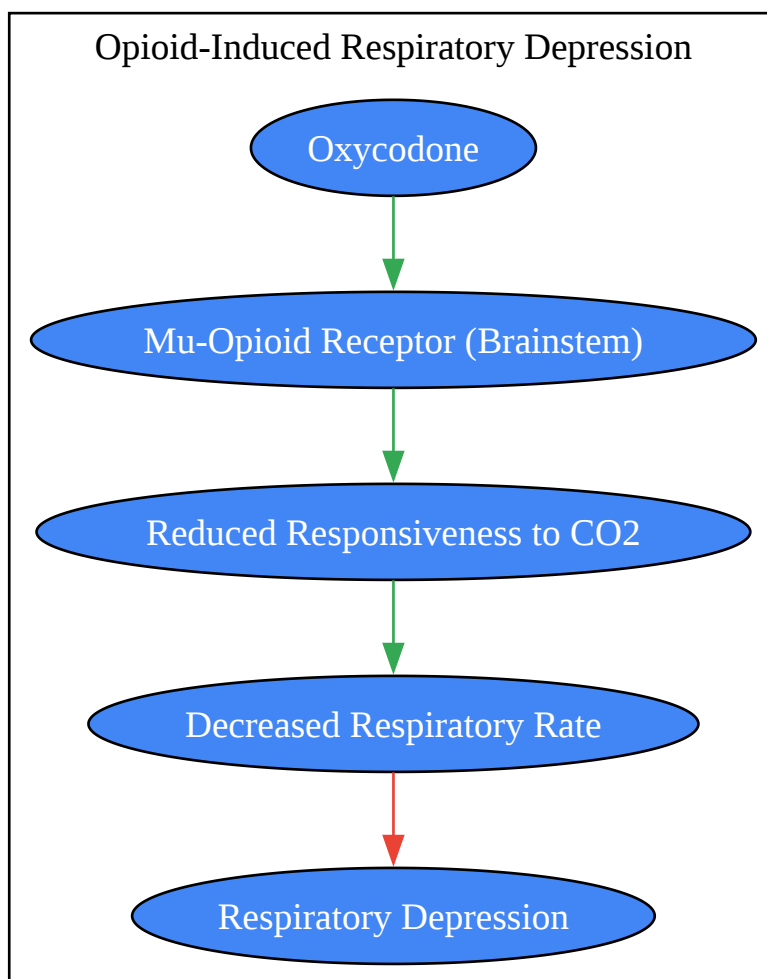 Opioid-Induced Respiratory Depression
Oxycodone
Mu-Opioid Receptor (Brainstem)
Reduced Responsiveness to CO2
Decreased Respiratory Rate
Respiratory Depression